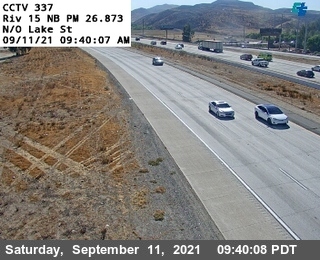 CCTV 337
Riv 15 NB PM 26.873
N/O Lake St
09/11/21 09:40:07 AM
Saturday, September 11, 2021 09:40:08 PDT